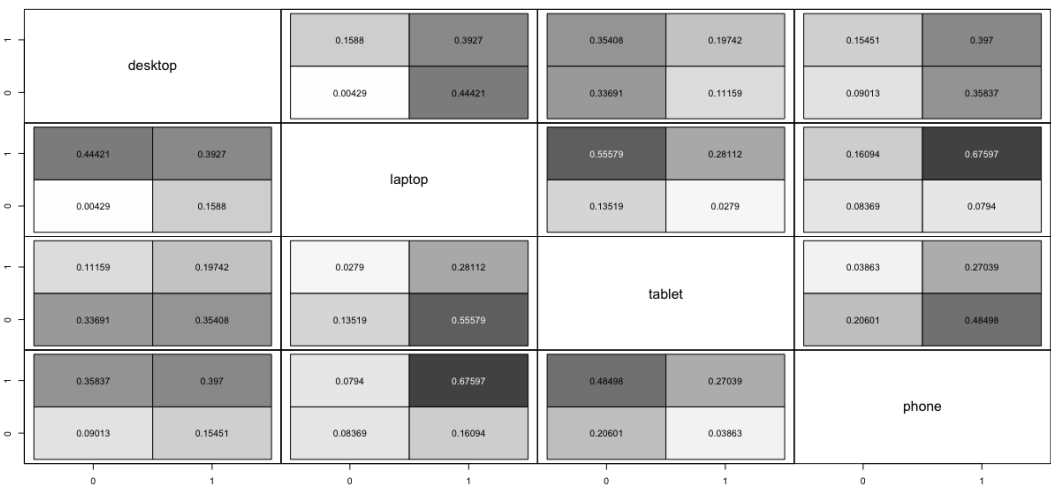 1 0.1588 0.3927 0.35408 0.19742 0.15451 0.397
desktop
0 0.00429 0.44421 0.33691 0.11159 0.09013 0.35837
1 0.44421 0.3927 0.55579 0.28112 0.16094 0.67597
laptop
0 0.00429 0.1588 0.13519 0.0279 0.08369 0.0794
1 0.11159 0.19742 0.0279 0.28112 0.03863 0.27039
tablet
0 0.33691 0.35408 0.13519 0.55579 0.20601 0.48498
1 0.35837 0.397 0.0794 0.67597 0.48498 0.27039
phone
0 0.09013 0.15451 0.08369 0.16094 0.20601 0.03863
0 1 0 1 0 1 0 1